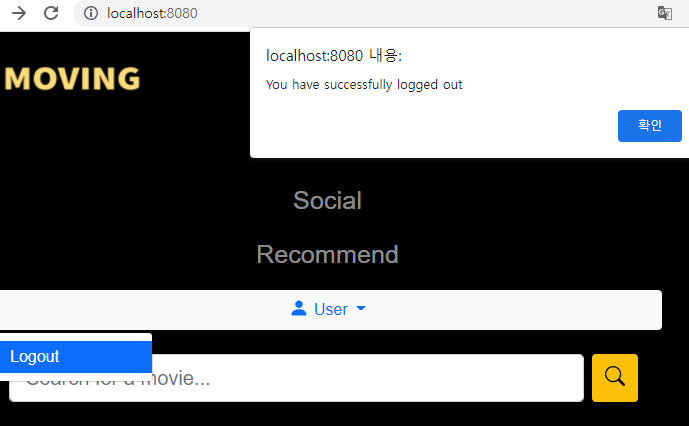 localhost:8080
localhost:8080 내용:
You have successfully logged out
확인
MOVING
Social
Recommend
User
Logout
Search for a movie...